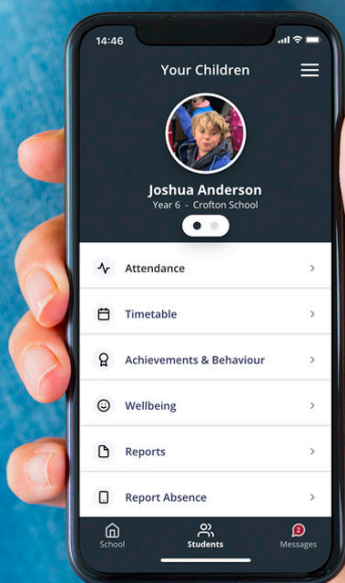 14:46
Your Children
Joshua Anderson
Year 6 - Crofton School
Attendance
Timetable
Achievements & Behaviour
Wellbeing
Reports
Report Absence
School
Students
2
Messages